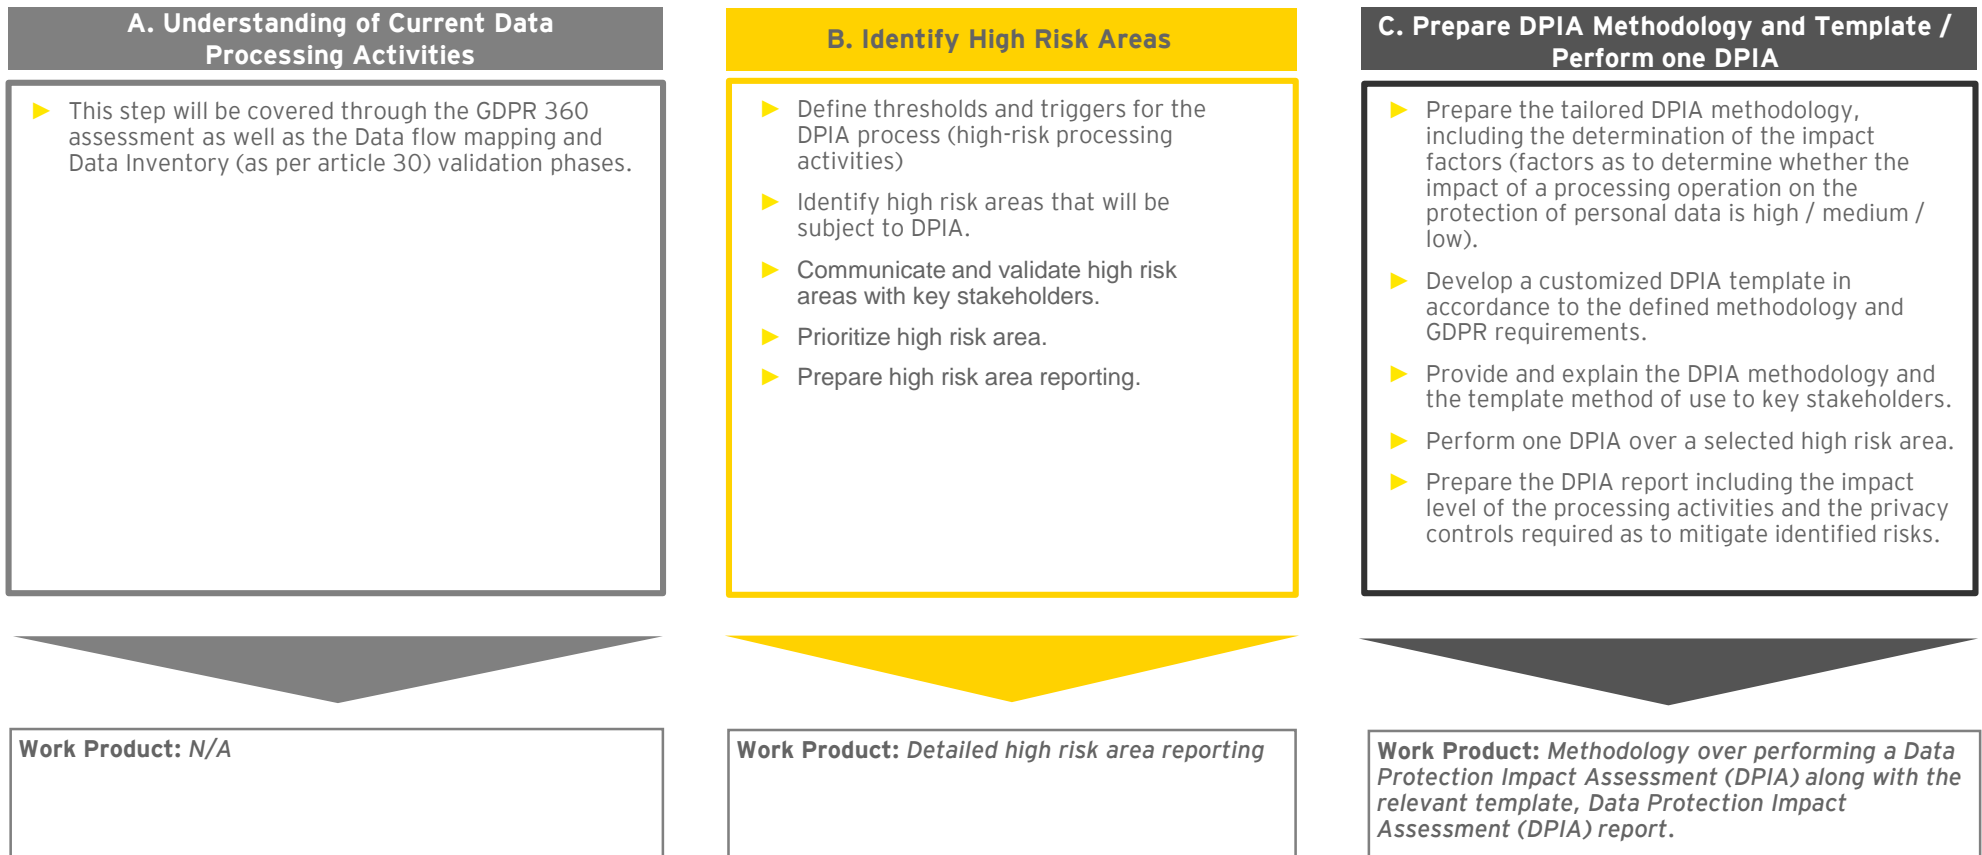 A. Understanding of Current Data
Processing Activities
► This step will be covered through the GDPR 360
assessment as well as the Data flow mapping and
Data Inventory (as per article 30) validation phases.
Work Product: N/A
B. Identify High Risk Areas
► Define thresholds and triggers for the
DPIA process (high-risk processing
activities)
► Identify high risk areas that will be
subject to DPIA.
► Communicate and validate high risk
areas with key stakeholders.
► Prioritize high risk area.
► Prepare high risk area reporting.
Work Product: Detailed high risk area reporting
C. Prepare DPIA Methodology and Template /
Perform one DPIA
► Prepare the tailored DPIA methodology,
including the determination of the impact
factors (factors as to determine whether the
impact of a processing operation on the
protection of personal data is high / medium /
low).
► Develop a customized DPIA template in
accordance to the defined methodology and
GDPR requirements.
► Provide and explain the DPIA methodology and
the template method of use to key stakeholders.
► Perform one DPIA over a selected high risk area.
► Prepare the DPIA report including the impact
level of the processing activities and the privacy
controls required as to mitigate identified risks.
Work Product: Methodology over performing a Data
Protection Impact Assessment (DPIA) along with the
relevant template, Data Protection Impact
Assessment (DPIA) report.